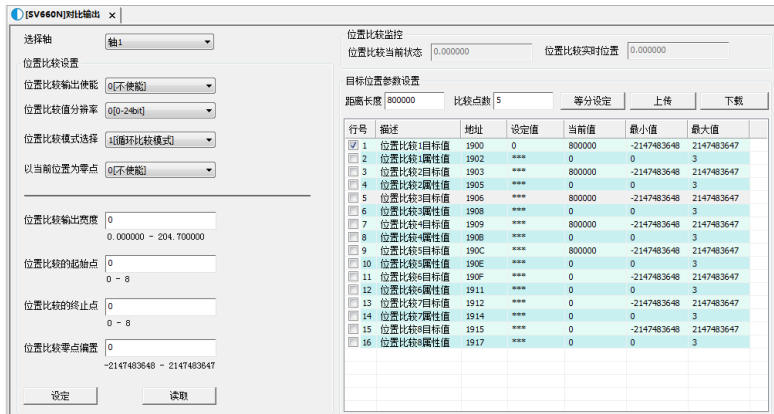 [SV660N]对比输出 ×
选择轴 轴1
位置比较设置
位置比较输出使能 0[不使能]
位置比较值分辨率 0[0-24bit]
位置比较模式选择 1[循环比较模式]
以当前位置为零点 0[不使能]
位置比较输出宽度 0
0.000000 - 204.700000
位置比较的起始点 0
0 - 8
位置比较的终止点 0
0 - 8
位置比较零点偏置 0
-2147483648 - 2147483647
设定 读取
位置比较监控
位置比较当前状态 0.000000 位置比较实时位置 0.000000
目标位置参数设置
距离长度 800000 比较点数 5 等分设定 上传 下载
行号 描述 地址 设定值 当前值 最小值 最大值
1 位置比较1目标值 1900 0 800000 -2147483648 2147483647
2 位置比较1属性值 1902 *** 0 0 3
3 位置比较2目标值 1903 *** 800000 -2147483648 2147483647
4 位置比较2属性值 1905 *** 0 0 3
5 位置比较3目标值 1906 *** 800000 -2147483648 2147483647
6 位置比较3属性值 1908 *** 0 0 3
7 位置比较4目标值 1909 *** 800000 -2147483648 2147483647
8 位置比较4属性值 190B *** 0 0 3
9 位置比较5目标值 190C *** 800000 -2147483648 2147483647
10 位置比较5属性值 190E *** 0 0 3
11 位置比较6目标值 190F *** 0 -2147483648 2147483647
12 位置比较6属性值 1911 *** 0 0 3
13 位置比较7目标值 1912 *** 0 -2147483648 2147483647
14 位置比较7属性值 1914 *** 0 0 3
15 位置比较8目标值 1915 *** 0 -2147483648 2147483647
16 位置比较8属性值 1917 *** 0 0 3